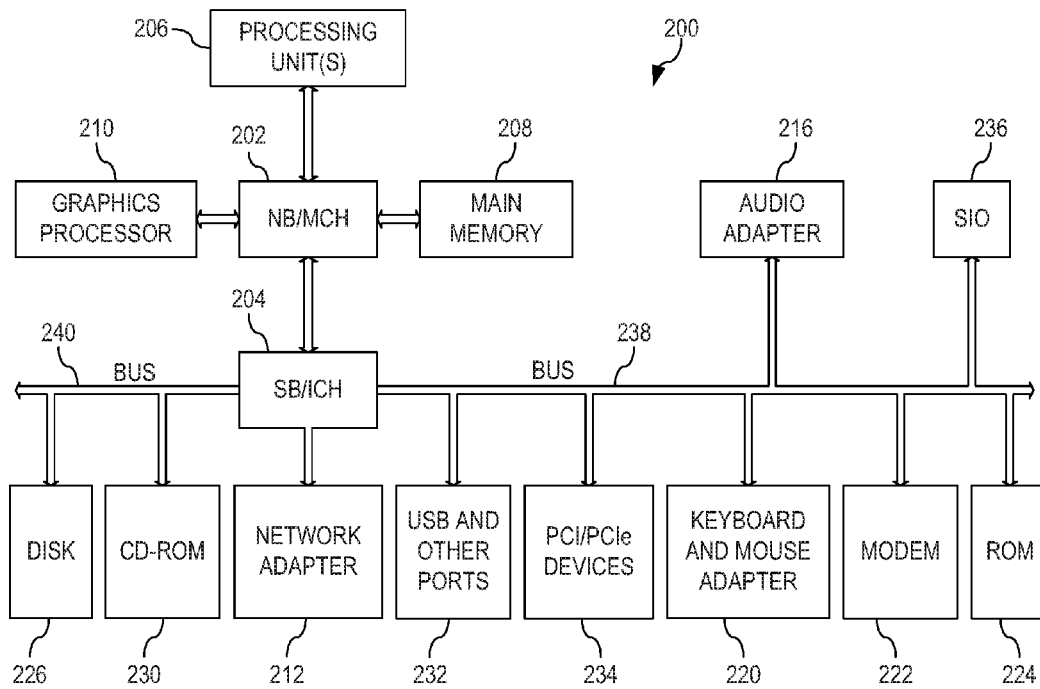 206
PROCESSING
UNIT(S)
200
210
202
208
216
236
GRAPHICS
PROCESSOR
NB/MCH
MAIN
MEMORY
AUDIO
ADAPTER
SIO
204
240
238
BUS
BUS
SB/ICH
DISK
CD-ROM
NETWORK
ADAPTER
USB AND
OTHER
PORTS
PCI/PCIe
DEVICES
KEYBOARD
AND MOUSE
ADAPTER
MODEM
ROM
226
230
212
232
234
220
222
224